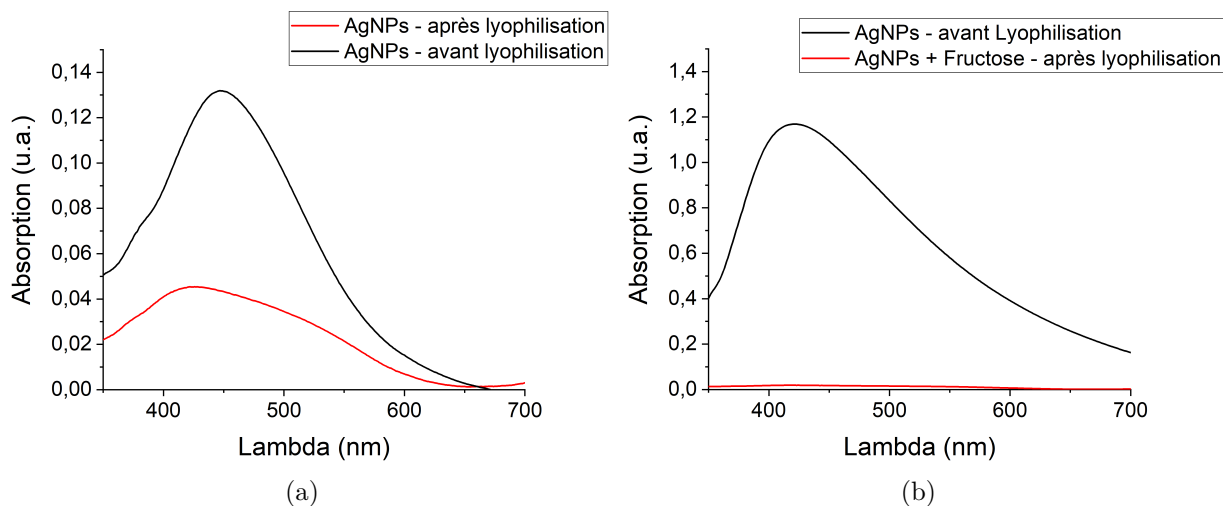 AgNPs - après lyophilisation
AgNPs - avant lyophilisation
0,14
0,12
0,10
0,08
0,06
0,04
0,02
0,00
Absorption (u.a.)
400
500
600
700
Lambda (nm)
(a)
AgNPs - avant Lyophilisation
AgNPs + Fructose - après lyophilisation
1,4
1,2
1,0
0,8
0,6
0,4
0,2
0,0
Absorption (u.a.)
400
500
600
700
Lambda (nm)
(b)